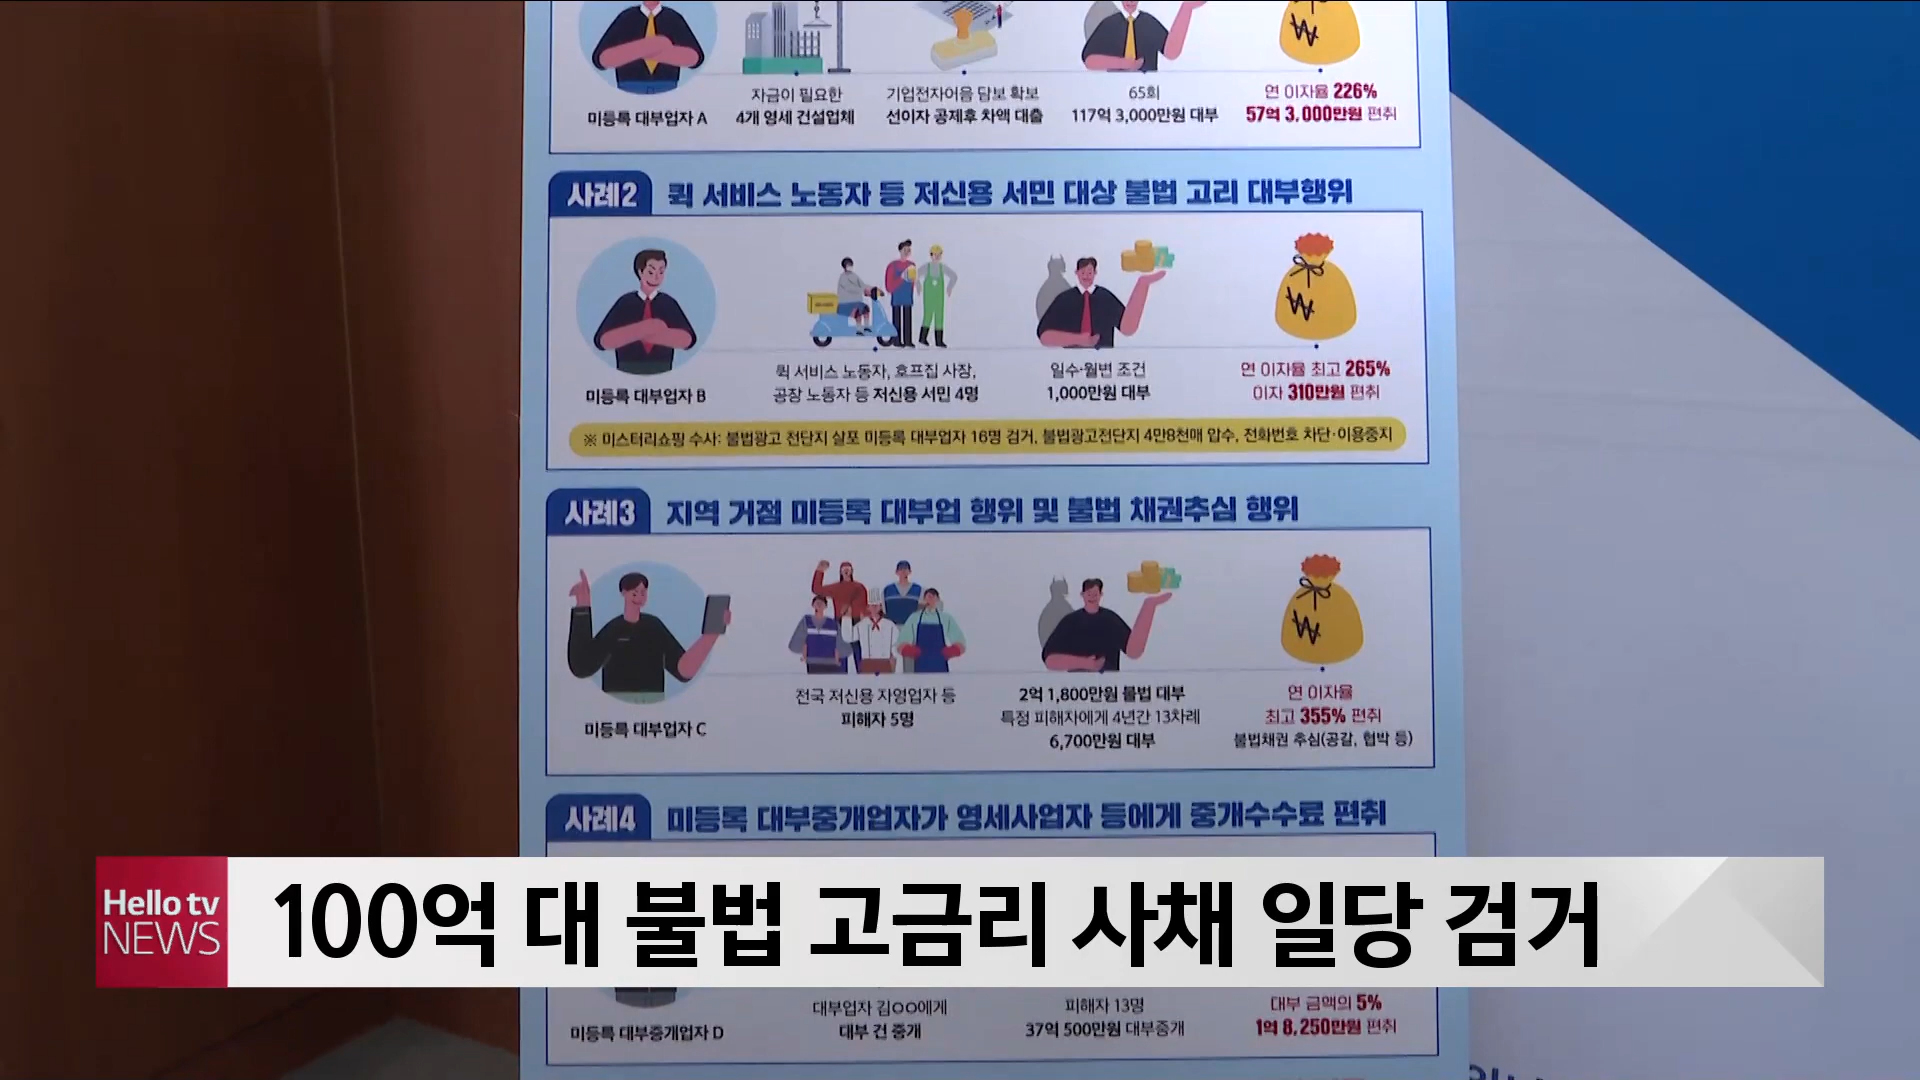 미등록 대부업자 A
자금이 필요한
4개 영세 건설업체
기업전자어음 담보 확보
선이자 공제후 차액 대출
65회
117억 3,000만원 대부
연 이자율 226%
57억 3,000만원 편취
사례2 퀵 서비스 노동자 등 저신용 서민 대상 불법 고리 대부행위
미등록 대부업자 B
퀵 서비스 노동자, 호프집 사장,
공장 노동자 등 저신용 서민 4명
일수·월변 조건
1,000만원 대부
연 이자율 최고 265%
이자 310만원 편취
※ 미스터리쇼핑 수사: 불법광고 전단지 살포 미등록 대부업자 16명 검거, 불법광고전단지 4만8천매 압수, 전화번호 차단·이용중지
사례3 지역 거점 미등록 대부업 행위 및 불법 채권추심 행위
미등록 대부업자 C
전국 저신용 자영업자 등
피해자 5명
2억 1,800만원 불법 대부
특정 피해자에게 4년간 13차례
6,700만원 대부
연 이자율
최고 355% 편취
불법채권 추심(공갈, 협박 등)
사례4 미등록 대부중개업자가 영세사업자 등에게 중개수수료 편취
Hello tv
NEWS
100억 대 불법 고금리 사채 일당 검거
미등록 대부중개업자 D
대부업자 김OO에게
대부 건 중개
피해자 13명
37억 500만원 대부중개
대부 금액의 5%
1억 8,250만원 편취